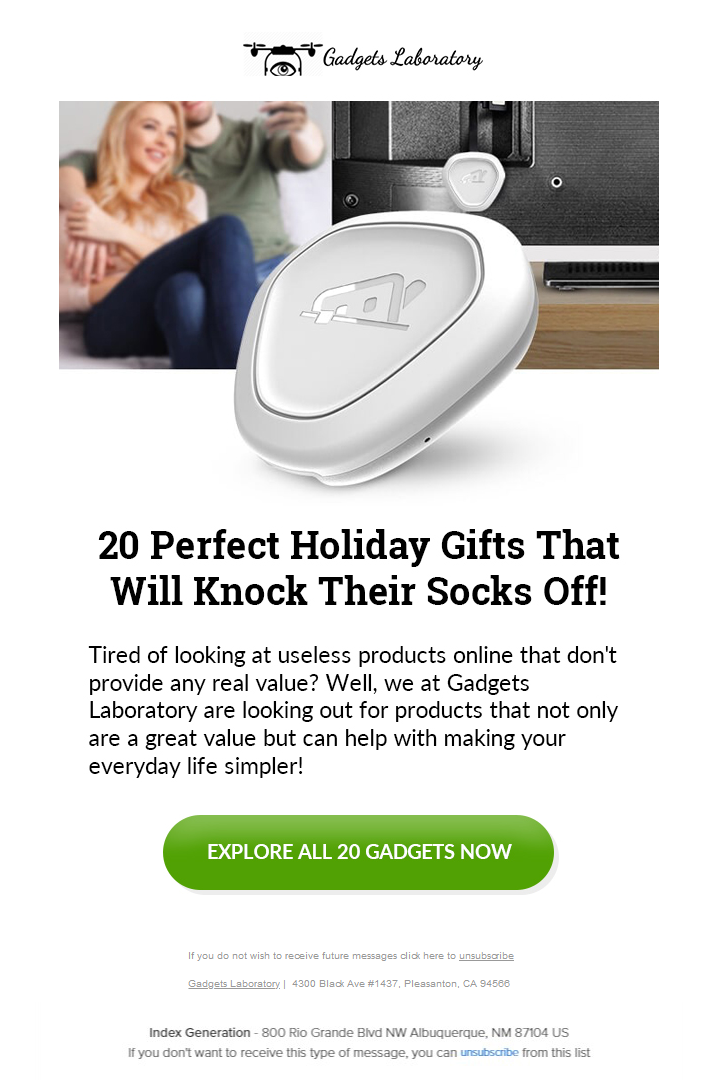 Gadgets Laboratory
20 Perfect Holiday Gifts That
Will Knock Their Socks Off!
Tired of looking at useless products online that don't
provide any real value? Well, we at Gadgets
Laboratory are looking out for products that not only
are a great value but can help with making your
everyday life simpler!
EXPLORE ALL 20 GADGETS NOW
If you do not wish to receive future messages click here to unsubscribe
Gadgets Laboratory | 4300 Black Ave #1437, Pleasanton, CA 94566
Index Generation - 800 Rio Grande Blvd NW Albuquerque, NM 87104 US
If you don't want to receive this type of message, you can unsubscribe from this list